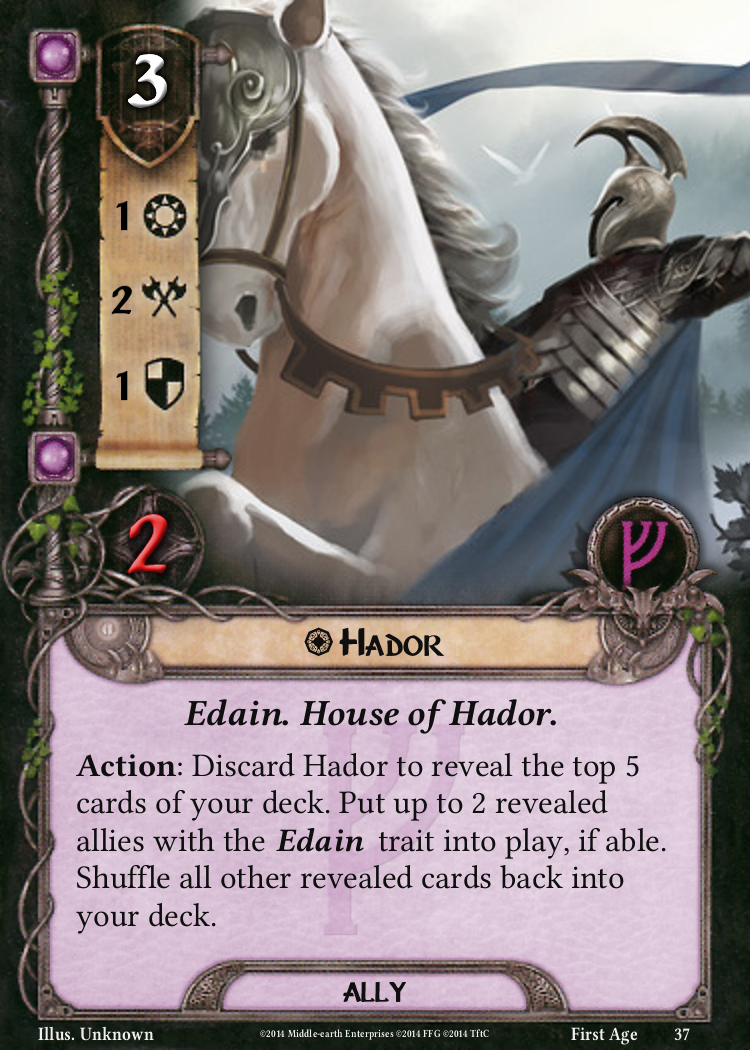 3
1
2
1
2
Hador
Edain. House of Hador.
Action: Discard Hador to reveal the top 5
cards of your deck. Put up to 2 revealed
allies with the Edain trait into play, if able.
Shuffle all other revealed cards back into
your deck.
Ally
Illus. Unknown
©2014 Middle-earth Enterprises ©2014 FFG ©2014 TftC
First Age 37